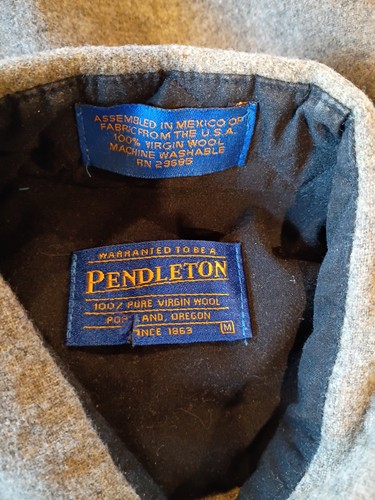 ASSEMBLED IN MEXICO OF
FABRIC FROM THE U.S.A.
100% VIRGIN WOOL
MACHINE WASHABLE
RN 29685
WARRANTED TO BE A
PENDLETON
100% PURE VIRGIN WOOL
PORTLAND, OREGON
SINCE 1863
M